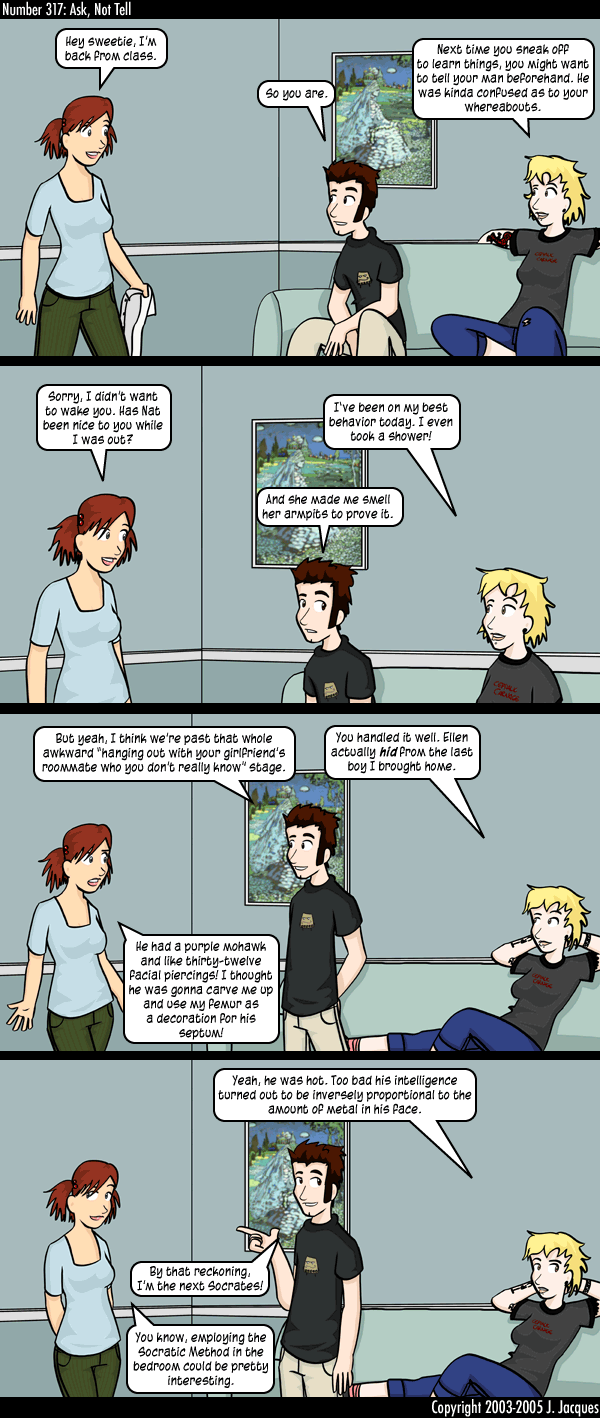 Number 317: Ask, Not Tell
Hey sweetie, I'm
back from class.
So you are.
Next time you sneak off
to learn things, you might want
to tell your man beforehand. He
was kinda confused as to your
whereabouts.
CEPHALIC
CARNAGE
Sorry, I didn't want
to wake you. Has Nat
been nice to you while
I was out?
I've been on my best
behavior today. I even
took a shower!
And she made me smell
her armpits to prove it.
CEPHALIC
CARNAGE
But yeah, I think we're past that whole
awkward "hanging out with your girlfriend's
roommate who you don't really know" stage.
You handled it well. Ellen
actually hid from the last
boy I brought home.
He had a purple mohawk
and like thirty-twelve
facial piercings! I thought
he was gonna carve me up
and use my femur as
a decoration for his
septum!
CEPHALIC
CARNAGE
Yeah, he was hot. Too bad his intelligence
turned out to be inversely proportional to the
amount of metal in his face.
By that reckoning,
I'm the next Socrates!
You know, employing the
Socratic Method in the
bedroom could be pretty
interesting.
CEPHALIC
CARNAGE
Copyright 2003-2005 J. Jacques